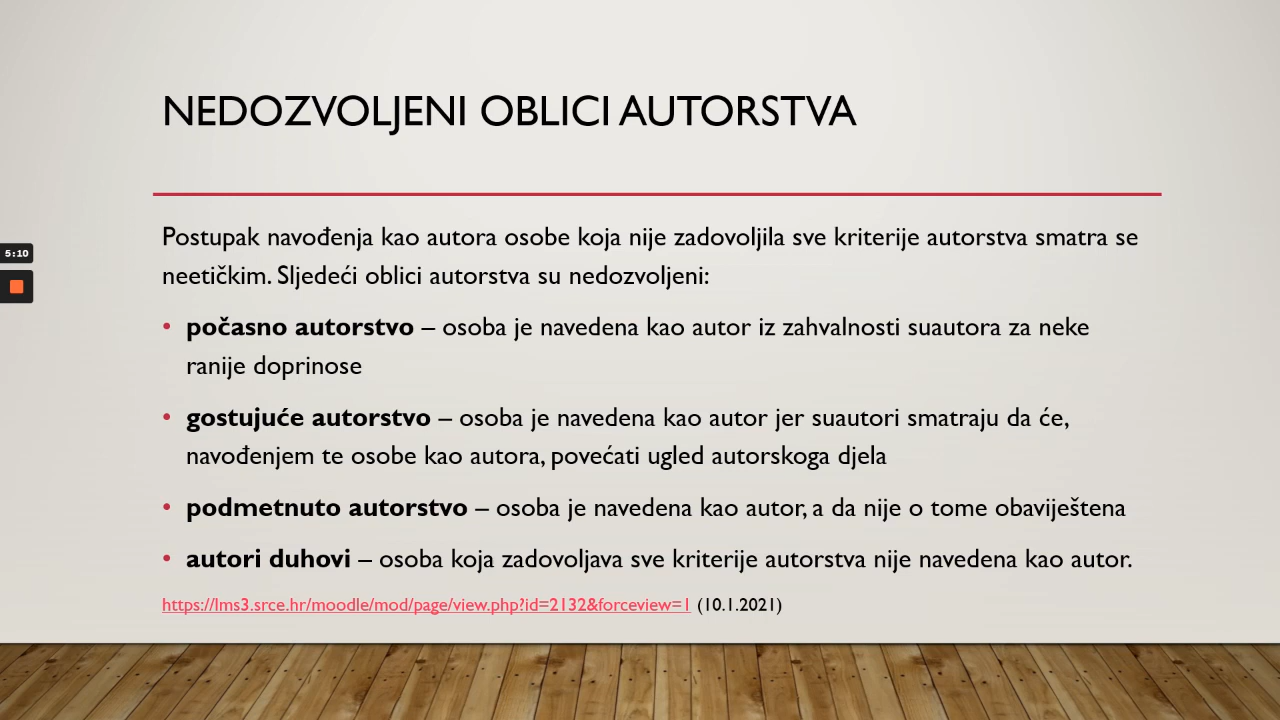 NEDOZVOLJENI OBLICI AUTORSTVA
5:10
Postupak navođenja kao autora osobe koja nije zadovoljila sve kriterije autorstva smatra se
neetičkim. Sljedeći oblici autorstva su nedozvoljeni:
• počasno autorstvo – osoba je navedena kao autor iz zahvalnosti suautora za neke
ranije doprinose
• gostujuće autorstvo – osoba je navedena kao autor jer suautori smatraju da će,
navođenjem te osobe kao autora, povećati ugled autorskoga djela
• podmetnuto autorstvo – osoba je navedena kao autor, a da nije o tome obaviještena
• autori duhovi – osoba koja zadovoljava sve kriterije autorstva nije navedena kao autor.
https://lms3.srce.hr/moodle/mod/page/view.php?id=2132&forceview=1 (10.1.2021)